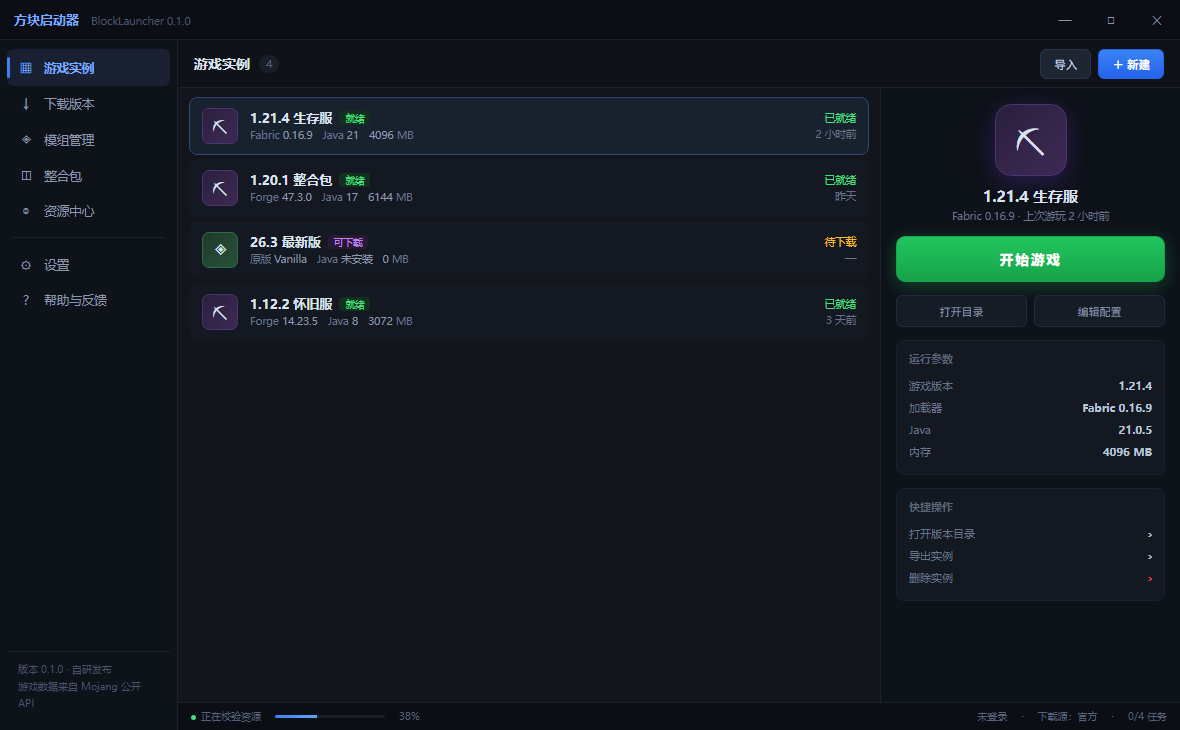 方块启动器 BlockLauncher 0.1.0
游戏实例
下载版本
模组管理
整合包
资源中心
设置
? 帮助与反馈
版本 0.1.0 · 自研发布
游戏数据来自 Mojang 公开
API
游戏实例 4
导入 + 新建
1.21.4 生存服 就绪 已就绪
Fabric 0.16.9 Java 21 4096 MB 2 小时前
1.20.1 整合包 就绪 已就绪
Forge 47.3.0 Java 17 6144 MB 昨天
26.3 最新版 可下载 待下载
原版 Vanilla Java 未安装 0 MB —
1.12.2 怀旧服 就绪 已就绪
Forge 14.23.5 Java 8 3072 MB 3 天前
1.21.4 生存服
Fabric 0.16.9 · 上次游玩 2 小时前
开始游戏
打开目录 编辑配置
运行参数
游戏版本 1.21.4
加载器 Fabric 0.16.9
Java 21.0.5
内存 4096 MB
快捷操作
打开版本目录 ›
导出实例 ›
删除实例 ›
正在校验资源 38%
未登录 · 下载源: 官方 · 0/4 任务